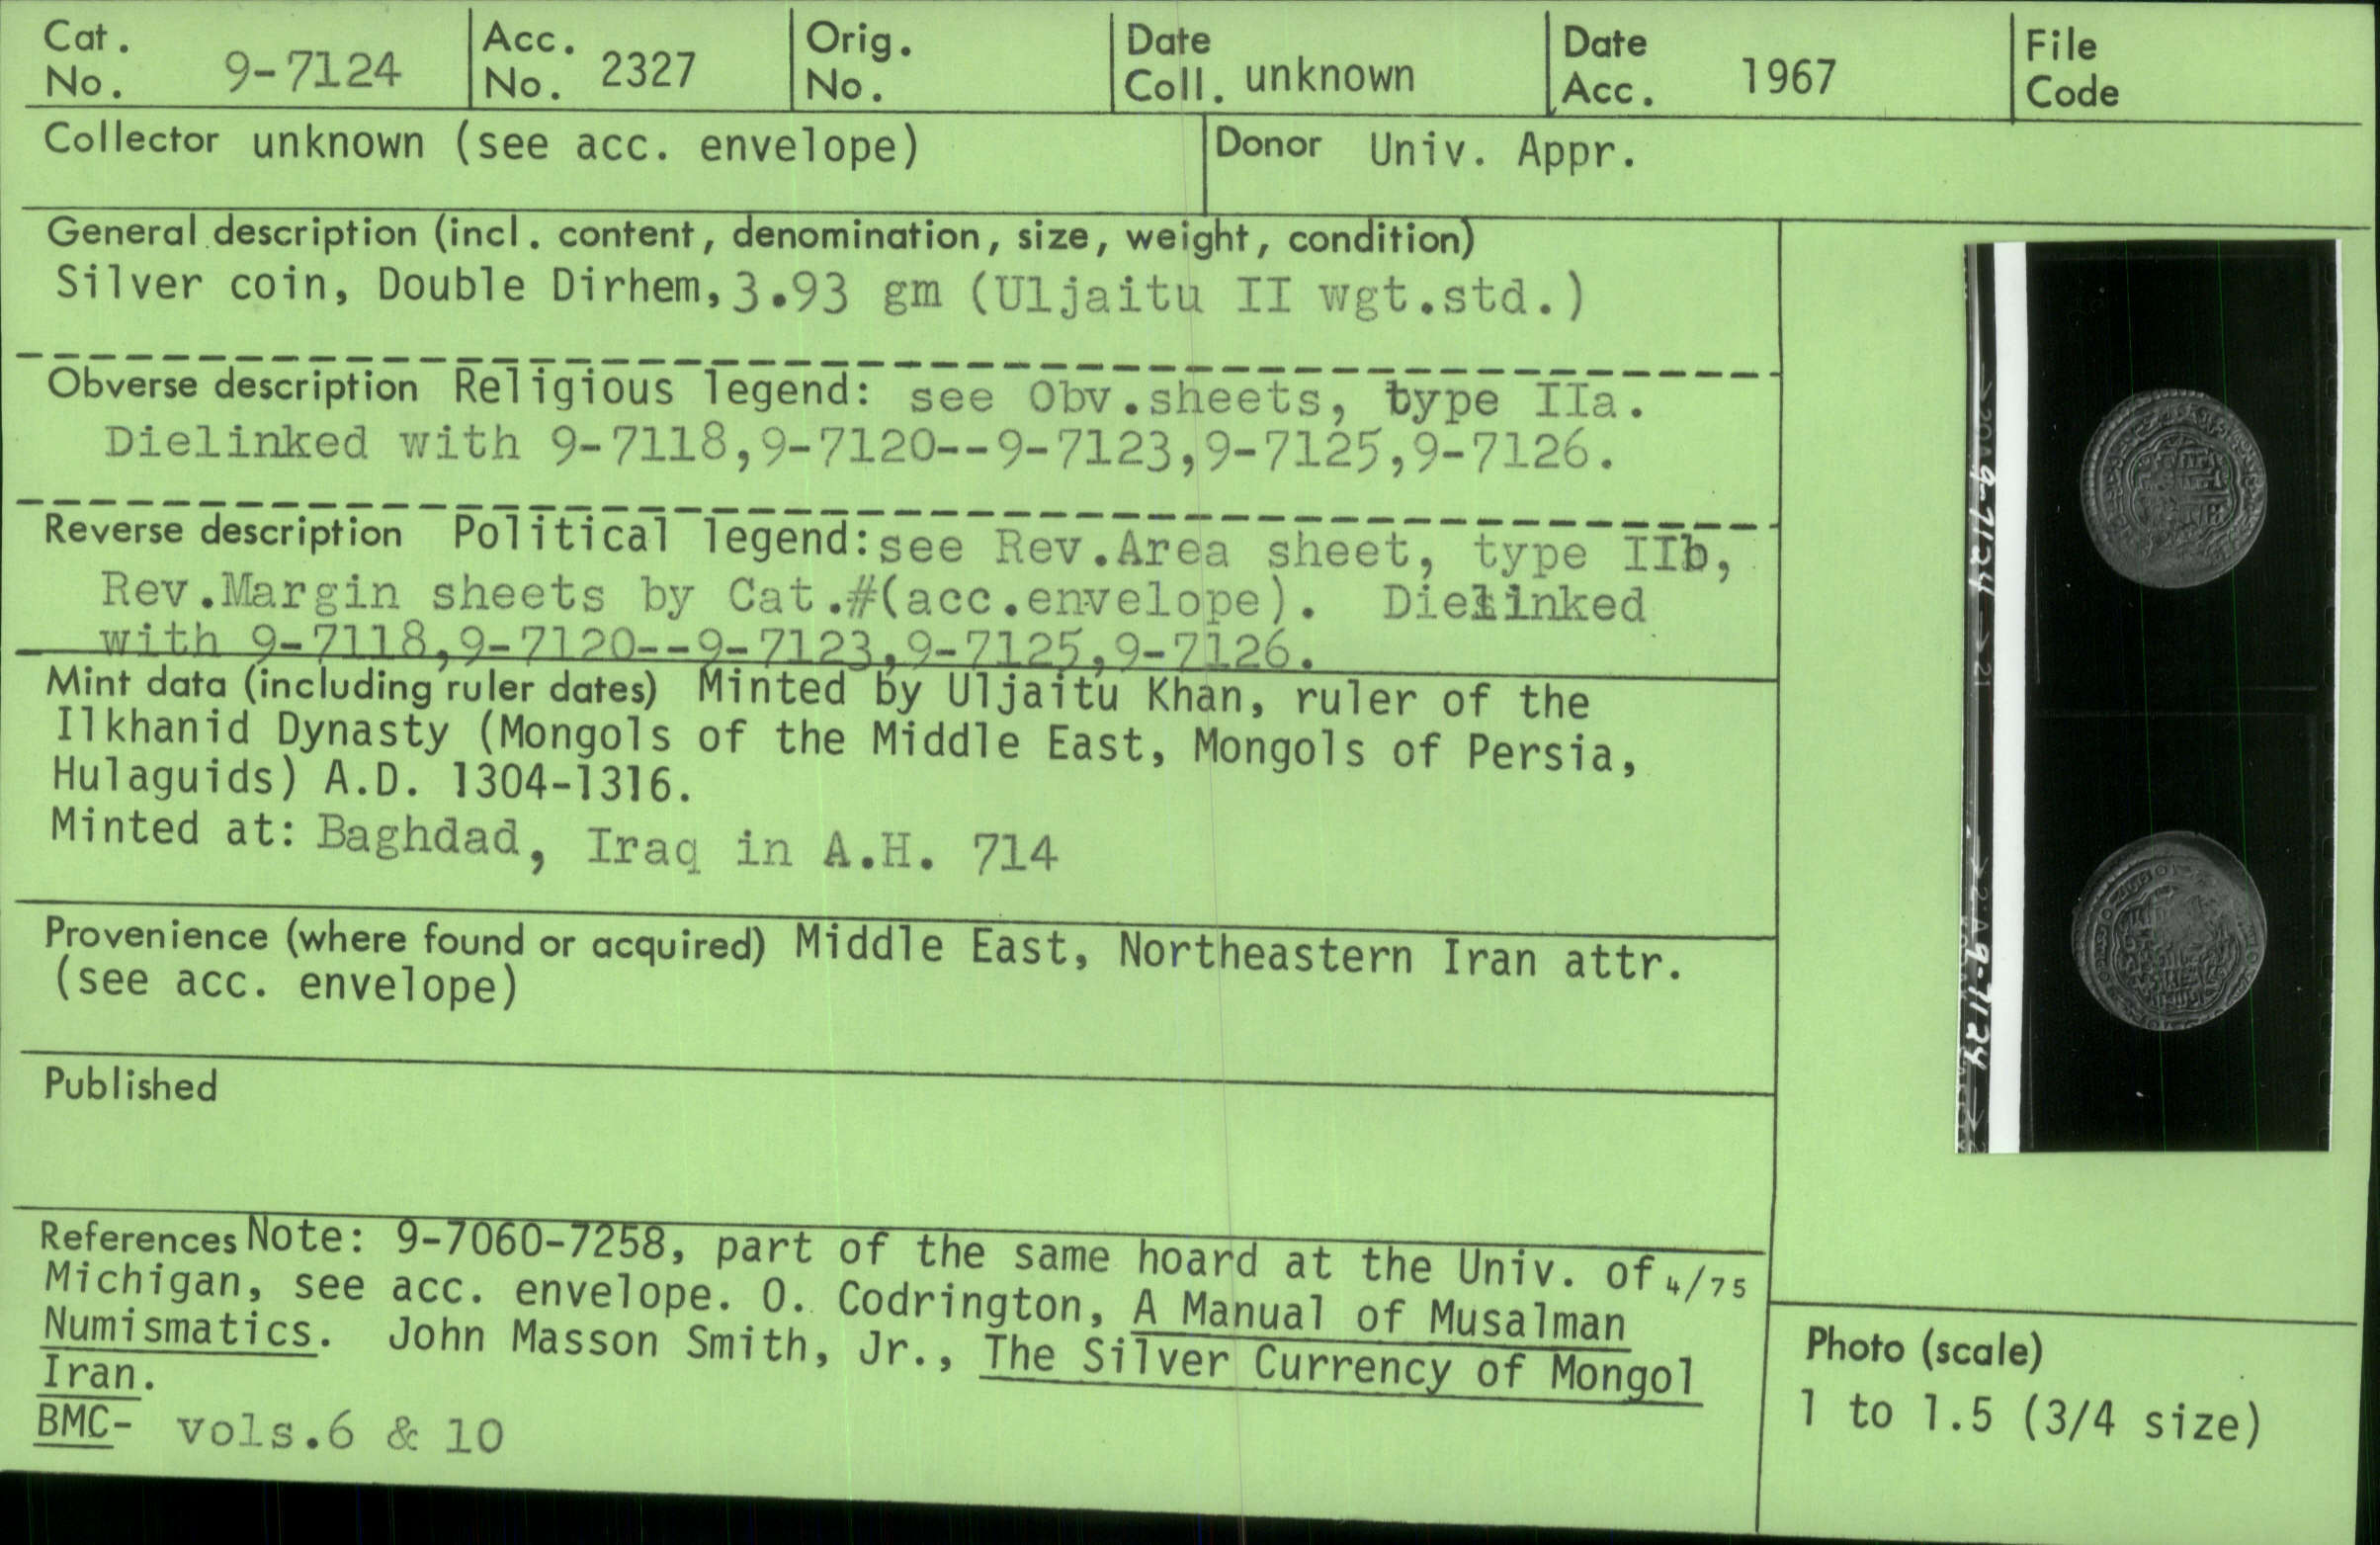 Cat. No. 9-7124 Acc. No. 2327 Orig. No. Date Coll. unknown Date Acc. 1967 File Code
Collector unknown (see acc. envelope) Donor Univ. Appr.
General description (incl. content, denomination, size, weight, condition)
Silver coin, Double Dirhem, 3.93 gm (Uljaitu II wgt.std.)
Obverse description Religious legend: see Obv.sheets, type IIa.
Dielinked with 9-7118,9-7120--9-7123,9-7125,9-7126.
Reverse description Political legend: see Rev.Area sheet, type IIb,
Rev.Margin sheets by Cat.#(acc.envelope). Dielinked
with 9-7118,9-7120--9-7123,9-7125,9-7126.
Mint data (including ruler dates) Minted by Uljaitu Khan, ruler of the
Ilkhanid Dynasty (Mongols of the Middle East, Mongols of Persia,
Hulaguids) A.D. 1304-1316.
Minted at: Baghdad, Iraq in A.H. 714
Provenience (where found or acquired) Middle East, Northeastern Iran attr.
(see acc. envelope)
Published
References Note: 9-7060-7258, part of the same hoard at the Univ. of 4/75
Michigan, see acc. envelope. O. Codrington, A Manual of Musalman
Numismatics. John Masson Smith, Jr., The Silver Currency of Mongol
Iran.
BMC- vols.6 & 10
9-7124
9-7124
Photo (scale)
1 to 1.5 (3/4 size)